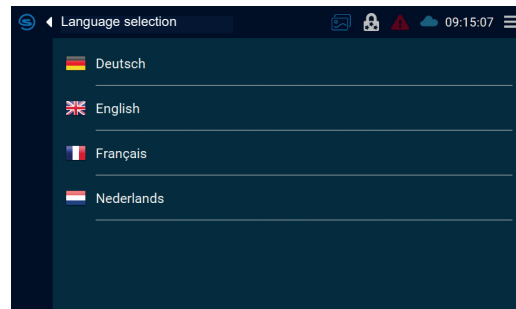 Language selection
09:15:07
Deutsch
English
Français
Nederlands